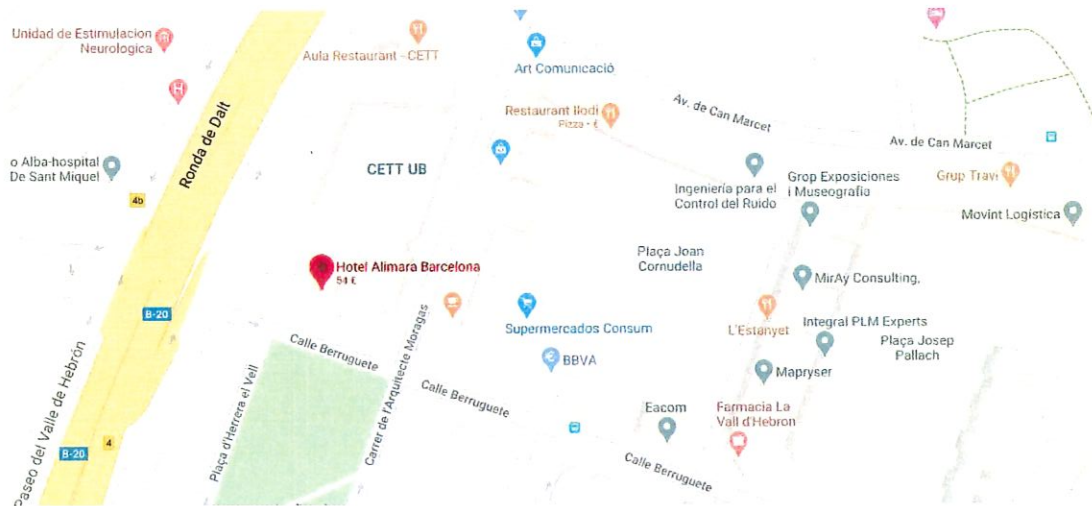 Unidad de Estimulacion
Neurologica
H
Aula Restaurant - CETT
Art Comunicació
Restaurant Ilodi
Pizza - €
Av. de Can Marcet
Av. de Can Marcet
Ronda de Dalt
o Alba-hospital
De Sant Miquel
4b
CETT UB
Ingeniería para el
Control del Ruido
Grop Exposiciones
i Museografia
Grup Travi
Movint Logística
Plaça Joan
Cornudella
Hotel Alimara Barcelona
54 €
MirAy Consulting,
B-20
Supermercados Consum
L'Estanyet
Integral PLM Experts
Plaça Josep
Pallach
Calle Berruguete
Carrer de l'Arquitecte Moragas
BBVA
Mapryser
Calle Berruguete
Paseo del Valle de Hebrón
Plaça d'Herrera el Vell
Eacom
Farmacia La
Vall d'Hebron
4
B-20
Calle Berruguete